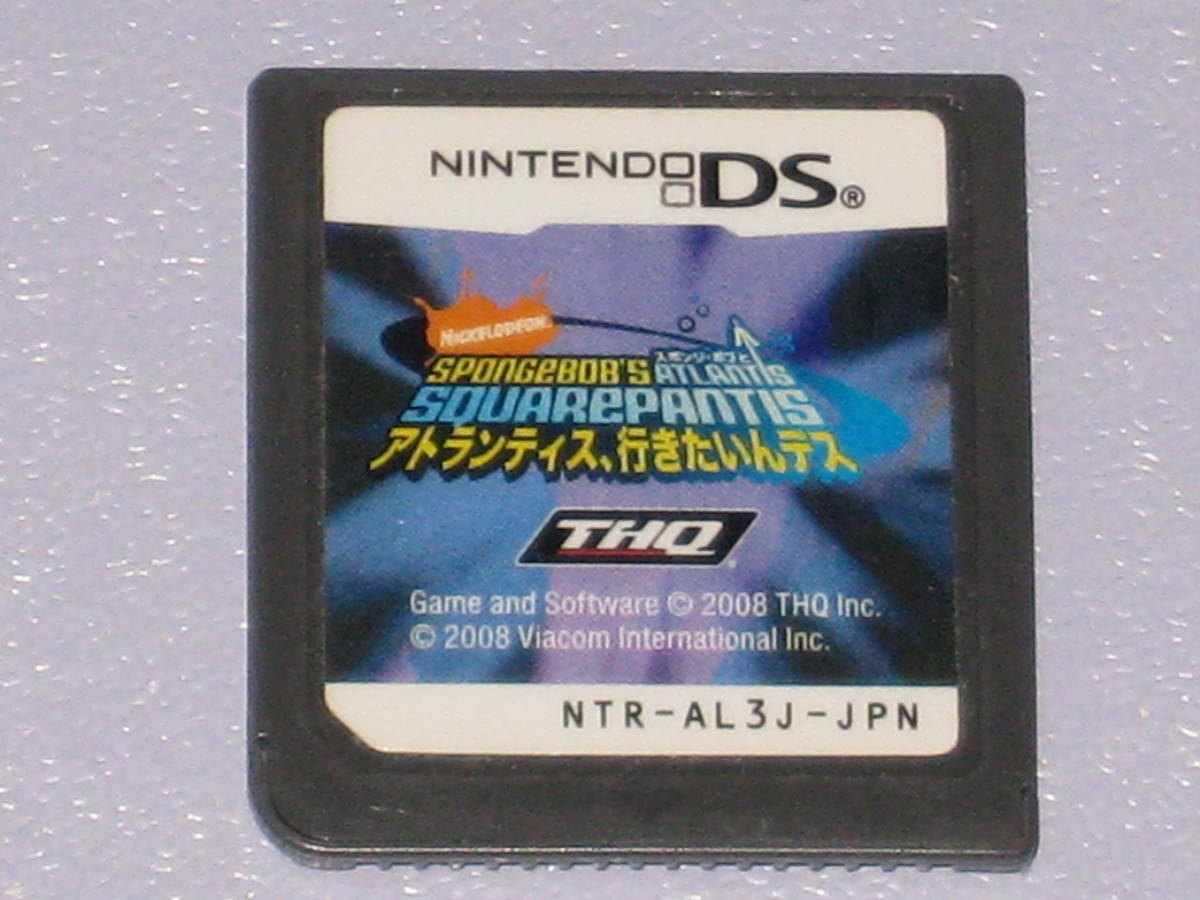 NINTENDO DS®
NICKELODEON
スポンジ・ボブと
SPONGEBOB'S ATLANTIS
SQUAREPANTIS
アトランティス、行きたいんデス
THQ
Game and Software © 2008 THQ Inc.
© 2008 Viacom International Inc.
NTR-AL3J-JPN